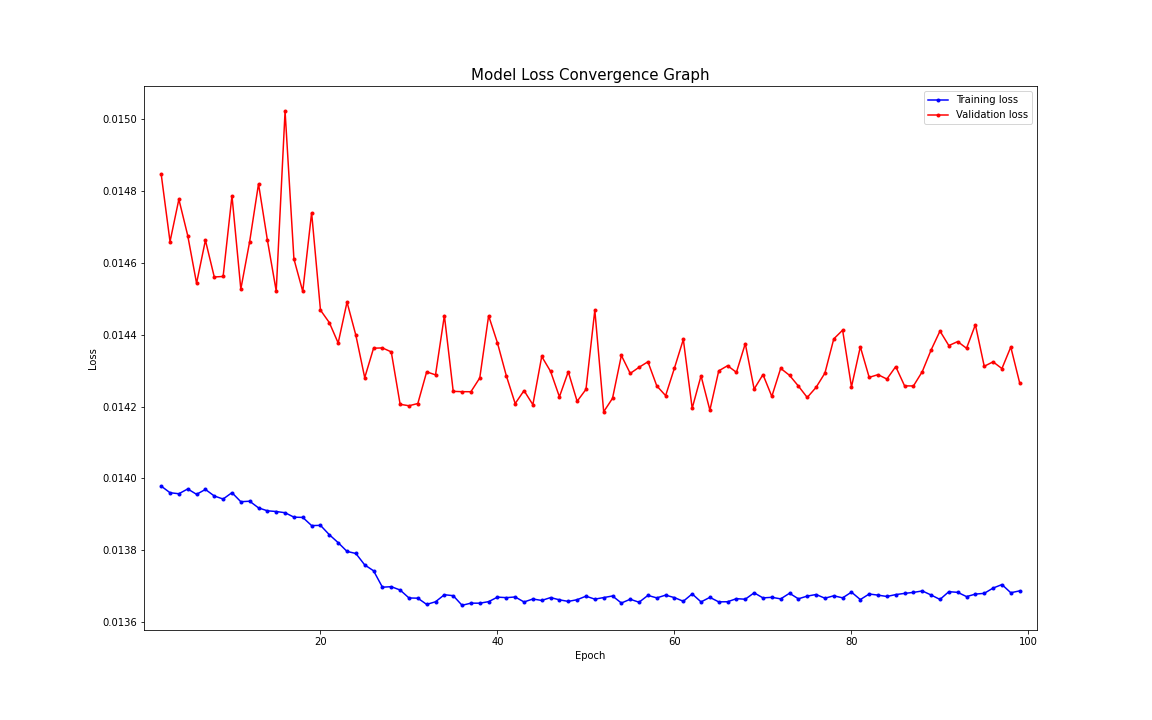 Model Loss Convergence Graph
Training loss
Validation loss
0.0150
0.0148
0.0146
0.0144
0.0142
0.0140
0.0138
0.0136
Loss
20 40 60 80 100
Epoch